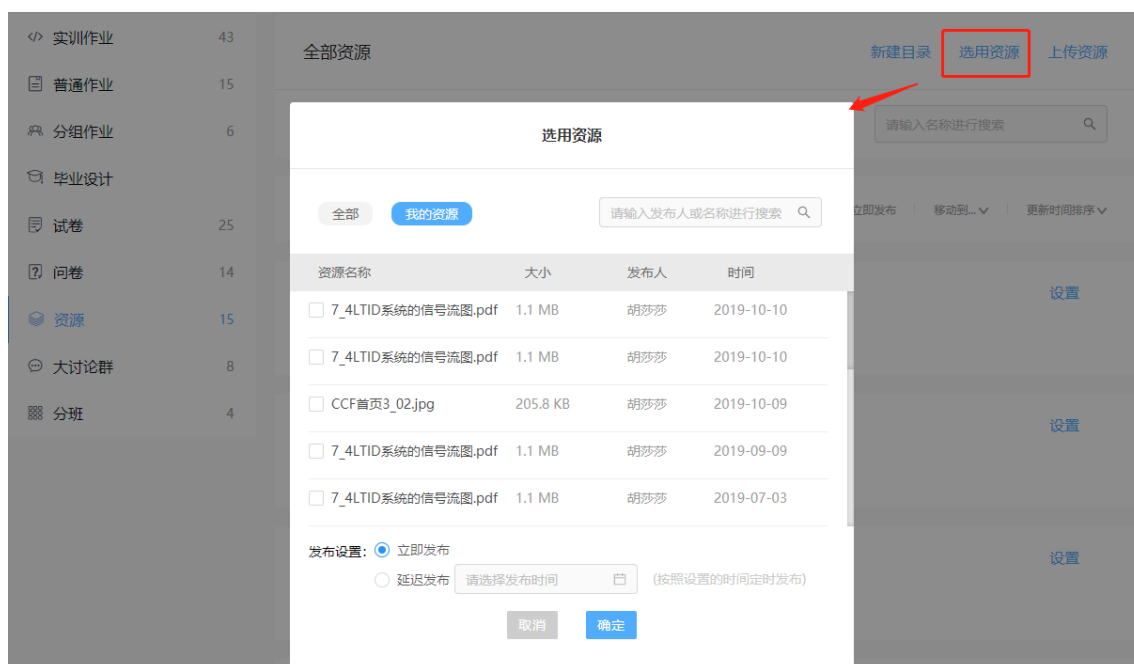 实训作业 43
普通作业 15
分组作业 6
毕业设计
试卷 25
问卷 14
资源 15
大讨论群 8
分班 4
全部资源 新建目录 选用资源 上传资源
请输入名称进行搜索
立即发布 移动到... 更新时间排序
设置
设置
设置
选用资源
全部 我的资源 请输入发布人或名称进行搜索
资源名称 大小 发布人 时间
7_4LTID系统的信号流图.pdf 1.1 MB 胡莎莎 2019-10-10
7_4LTID系统的信号流图.pdf 1.1 MB 胡莎莎 2019-10-10
CCF首页3_02.jpg 205.8 KB 胡莎莎 2019-10-09
7_4LTID系统的信号流图.pdf 1.1 MB 胡莎莎 2019-09-09
7_4LTID系统的信号流图.pdf 1.1 MB 胡莎莎 2019-07-03
发布设置: 立即发布
延迟发布 请选择发布时间 (按照设置的时间定时发布)
取消 确定